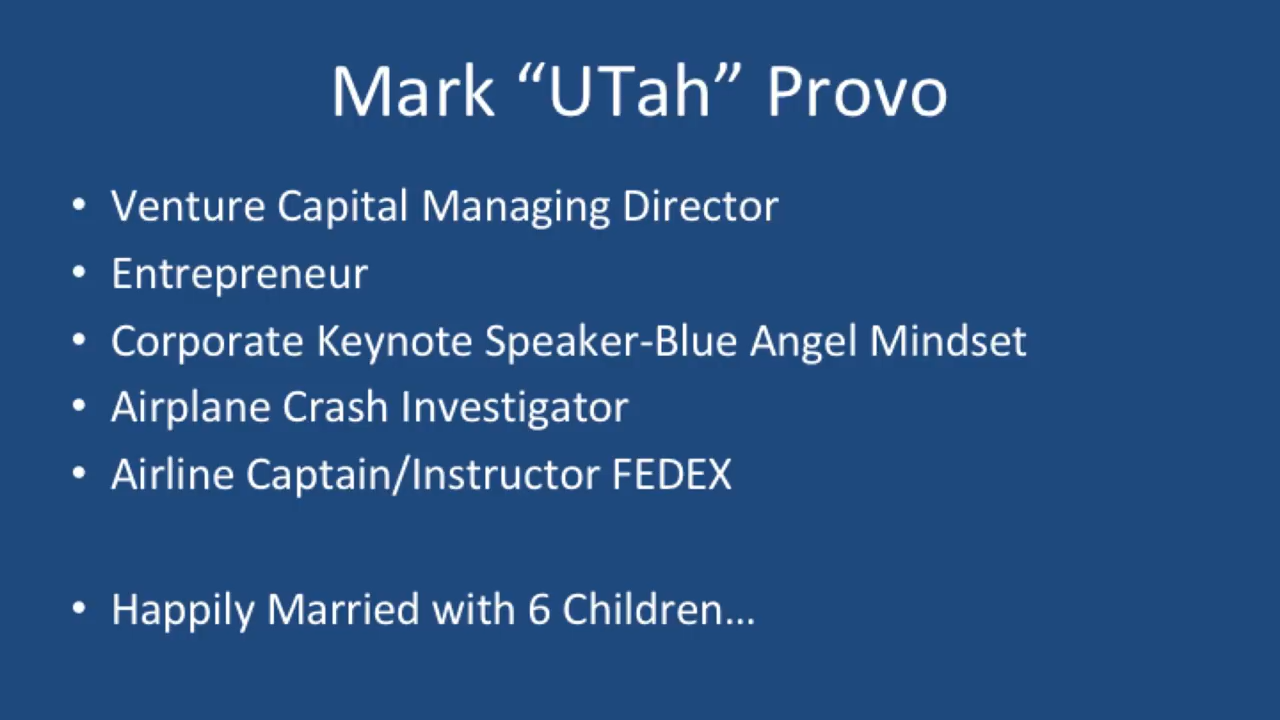 Mark “UTah” Provo
• Venture Capital Managing Director
• Entrepreneur
• Corporate Keynote Speaker-Blue Angel Mindset
• Airplane Crash Investigator
• Airline Captain/Instructor FEDEX
• Happily Married with 6 Children…